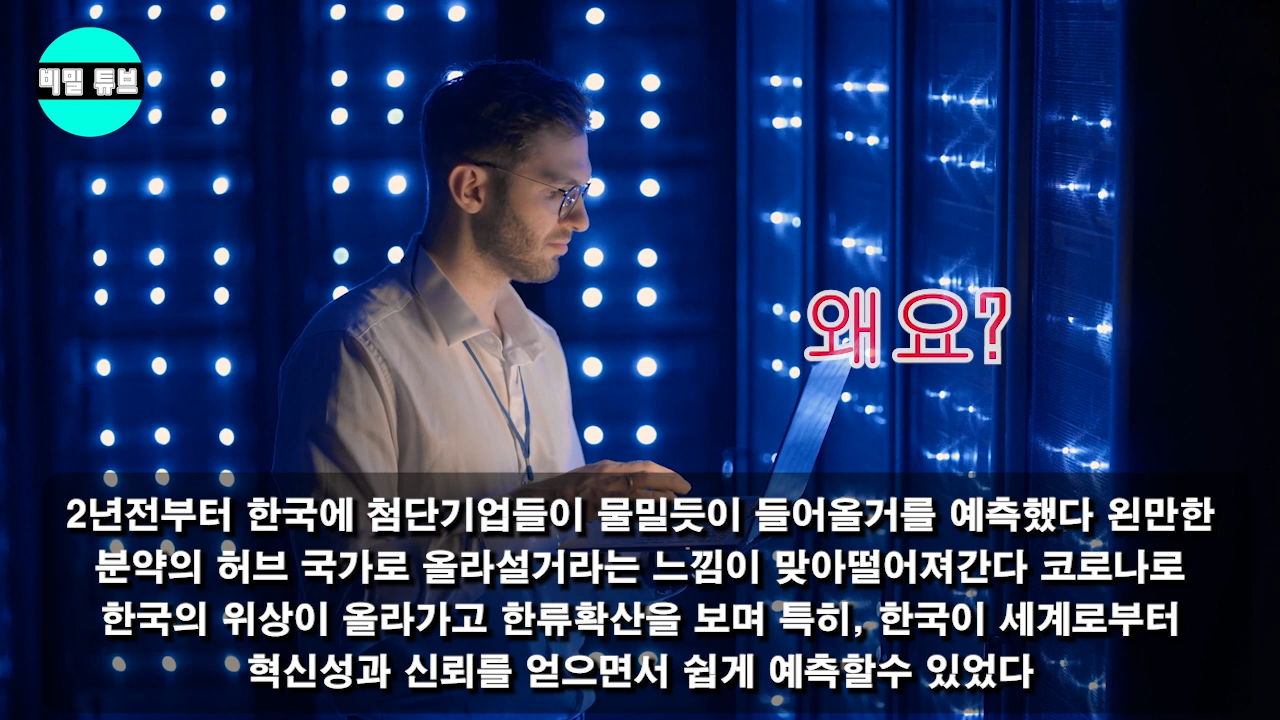 비밀 튜브
왜요?
2년전부터 한국에 첨단기업들이 물밀듯이 들어올거를 예측했다 왼만한
분약의 허브 국가로 올라설거라는 느낌이 맞아떨어져간다 코로나로
한국의 위상이 올라가고 한류확산을 보며 특히, 한국이 세계로부터
혁신성과 신뢰를 얻으면서 쉽게 예측할수 있었다